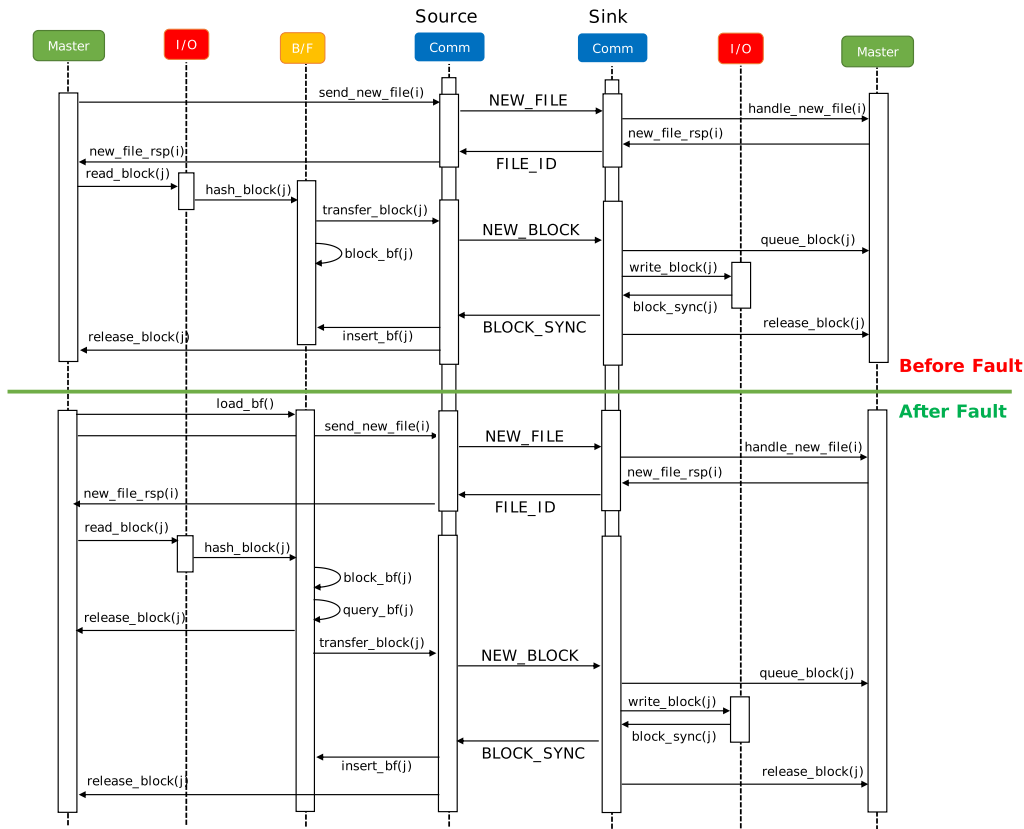 Source
Sink
Master
I/O
B/F
Comm
Comm
I/O
Master
send_new_file(i)
NEW_FILE
handle_new_file(i)
new_file_rsp(i)
new_file_rsp(i)
FILE_ID
read_block(j)
hash_block(j)
transfer_block(j)
NEW_BLOCK
queue_block(j)
block_bf(j)
write_block(j)
block_sync(j)
BLOCK_SYNC
release_block(j)
insert_bf(j)
release_block(j)
Before Fault
load_bf()
After Fault
send_new_file(i)
NEW_FILE
handle_new_file(i)
new_file_rsp(i)
new_file_rsp(i)
FILE_ID
read_block(j)
hash_block(j)
block_bf(j)
query_bf(j)
release_block(j)
transfer_block(j)
NEW_BLOCK
queue_block(j)
write_block(j)
block_sync(j)
BLOCK_SYNC
insert_bf(j)
release_block(j)
release_block(j)